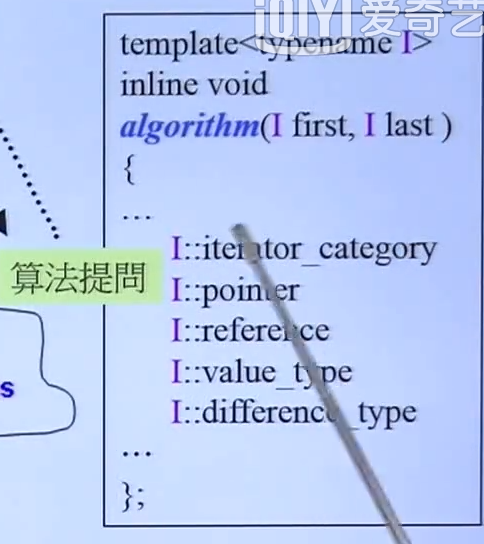 iQIYI 爱奇艺
template<typename I>
inline void
algorithm(I first, I last )
{
...
算法提問
I::iterator_category
I::pointer
I::reference
I::value_type
I::difference_type
...
};
s